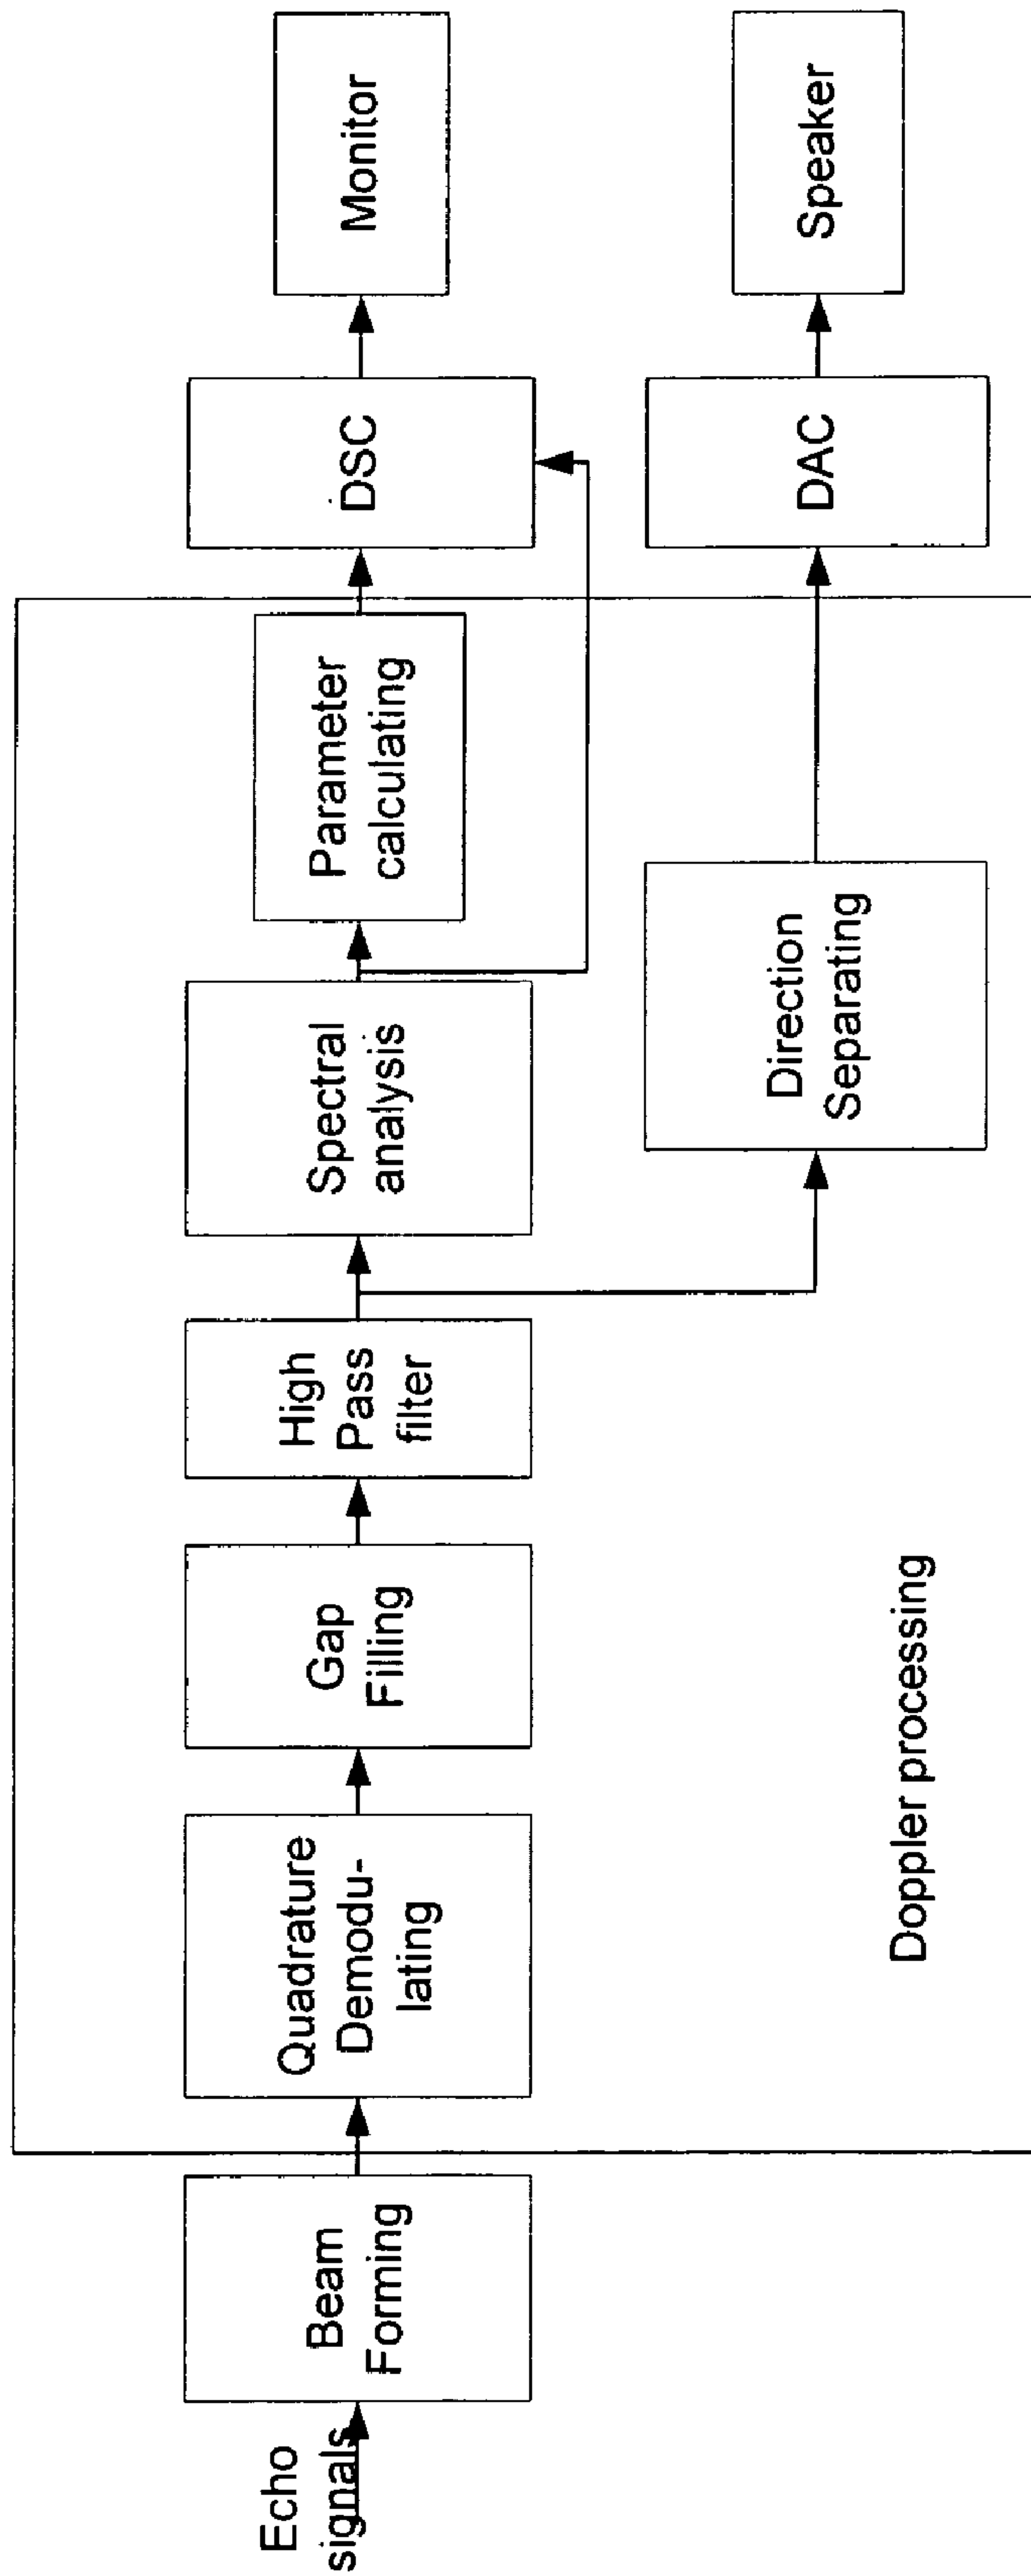 Echo
signals
Beam
Forming
Quadrature
Demodu-
lating
Gap
Filling
High
Pass
filter
Spectral
analysis
Parameter
calculating
DSC
Monitor
Direction
Separating
DAC
Speaker
Doppler processing